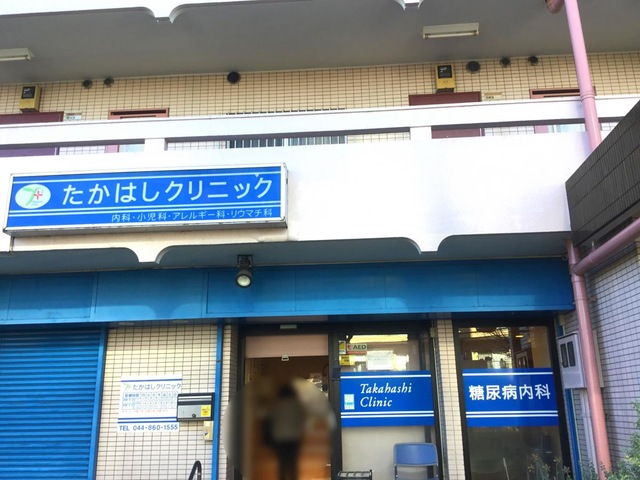 たかはしクリニック
内科・小児科・アレルギー科・リウマチ科
AED
Takahashi
Clinic
糖尿病内科
たかはしクリニック
TEL 044-860-1555